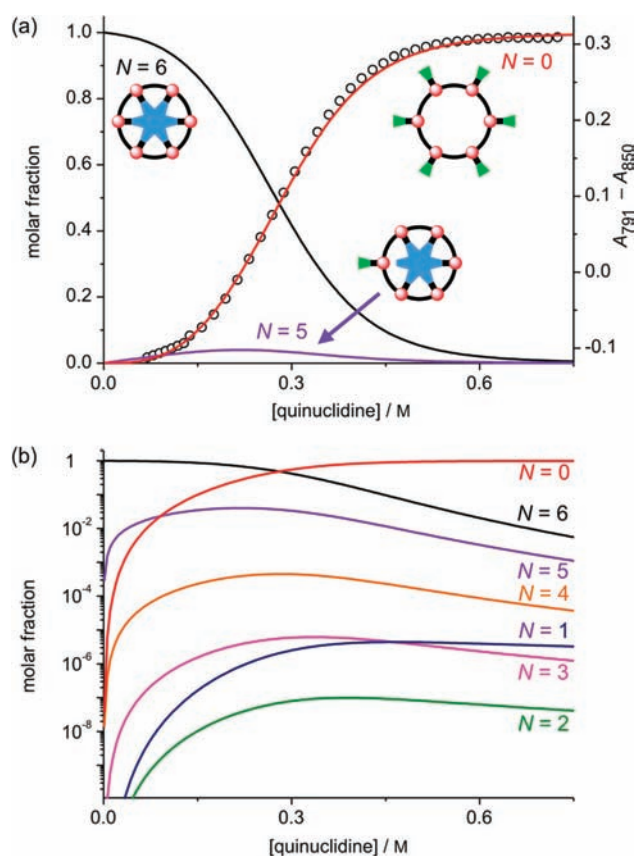 (a)
1.0
0.8
0.6
0.4
0.2
0.0
molar fraction
N = 6
N = 0
N = 5
0.3
0.2
0.1
0.0
-0.1
A791 – A850
0.0 0.3 0.6
[quinuclidine] / M
(b)
1
10-2
10-4
10-6
10-8
molar fraction
N = 0
N = 6
N = 5
N = 4
N = 1
N = 3
N = 2
0.0 0.3 0.6
[quinuclidine] / M